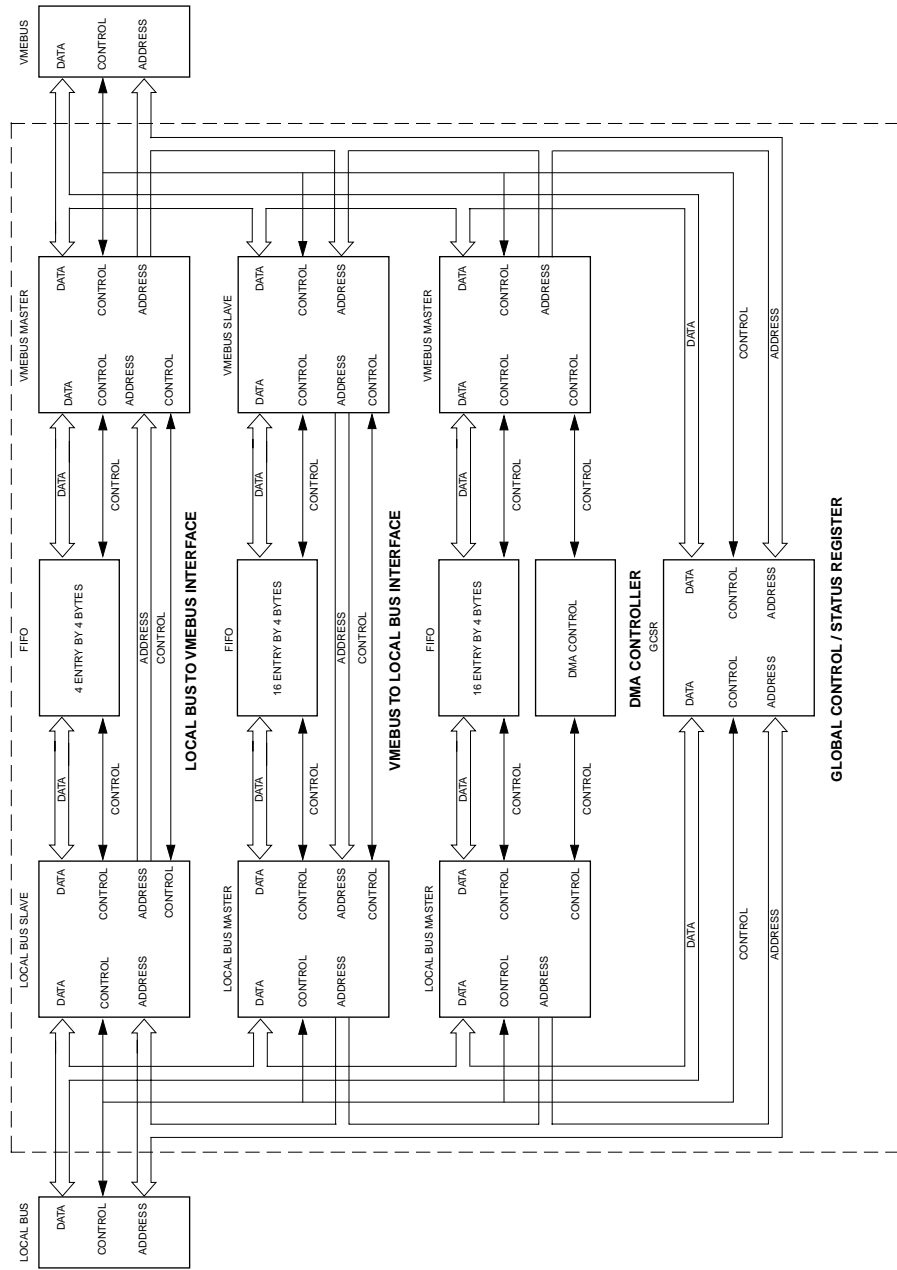 LOCAL BUS
DATA
CONTROL
ADDRESS
LOCAL BUS SLAVE
DATA
CONTROL
ADDRESS
DATA
CONTROL
ADDRESS
CONTROL
DATA
CONTROL
FIFO
4 ENTRY BY 4 BYTES
ADDRESS
CONTROL
DATA
CONTROL
VMEBUS MASTER
DATA
CONTROL
ADDRESS
CONTROL
DATA
CONTROL
ADDRESS
VMEBUS
DATA
CONTROL
ADDRESS
LOCAL BUS TO VMEBUS INTERFACE
LOCAL BUS MASTER
DATA
CONTROL
ADDRESS
DATA
CONTROL
ADDRESS
CONTROL
DATA
CONTROL
FIFO
16 ENTRY BY 4 BYTES
ADDRESS
CONTROL
DATA
CONTROL
VMEBUS SLAVE
DATA
CONTROL
ADDRESS
CONTROL
DATA
CONTROL
ADDRESS
VMEBUS TO LOCAL BUS INTERFACE
LOCAL BUS MASTER
DATA
CONTROL
ADDRESS
DATA
CONTROL
CONTROL
DATA
CONTROL
CONTROL
FIFO
16 ENTRY BY 4 BYTES
DMA CONTROL
DATA
CONTROL
CONTROL
VMEBUS MASTER
DATA
CONTROL
CONTROL
DATA
CONTROL
ADDRESS
DMA CONTROLLER
GCSR
DATA
CONTROL
ADDRESS
DATA
CONTROL
ADDRESS
DATA
CONTROL
ADDRESS
DATA
CONTROL
ADDRESS
GLOBAL CONTROL / STATUS REGISTER